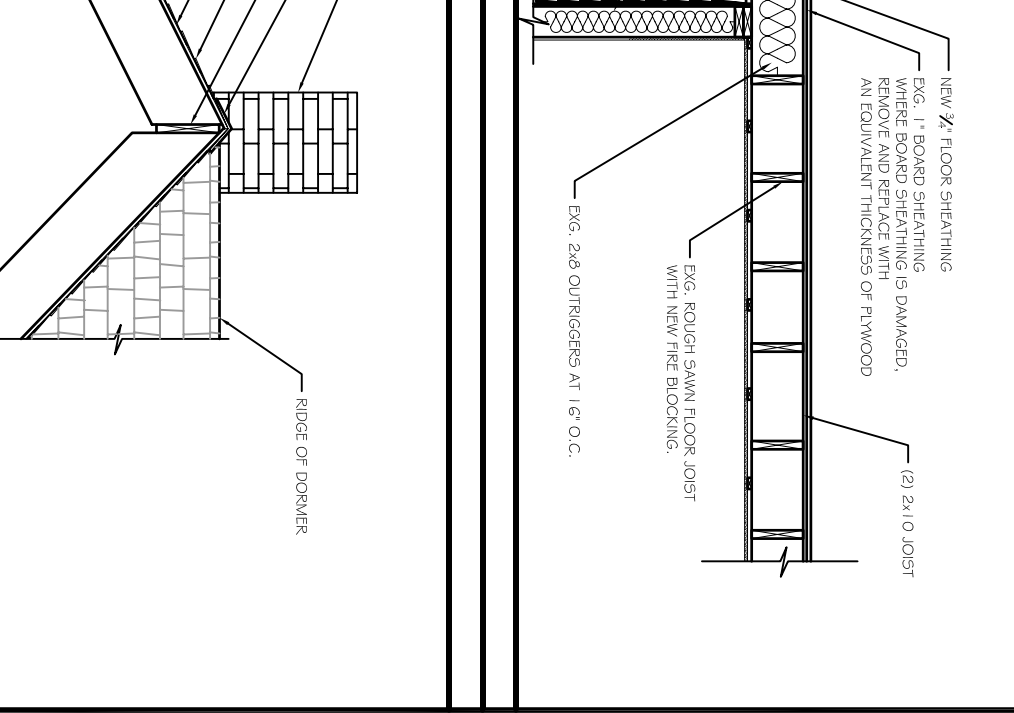 NEW 3/4" FLOOR SHEATHING
EXG. 1" BOARD SHEATHING
WHERE BOARD SHEATHING IS DAMAGED,
REMOVE AND REPLACE WITH
AN EQUIVALENT THICKNESS OF PLYWOOD
(2) 2x10 JOIST
EXG. ROUGH SAWN FLOOR JOIST
WITH NEW FIRE BLOCKING.
EXG. 2x8 OUTRIGGERS AT 16" O.C.
RIDGE OF DORMER